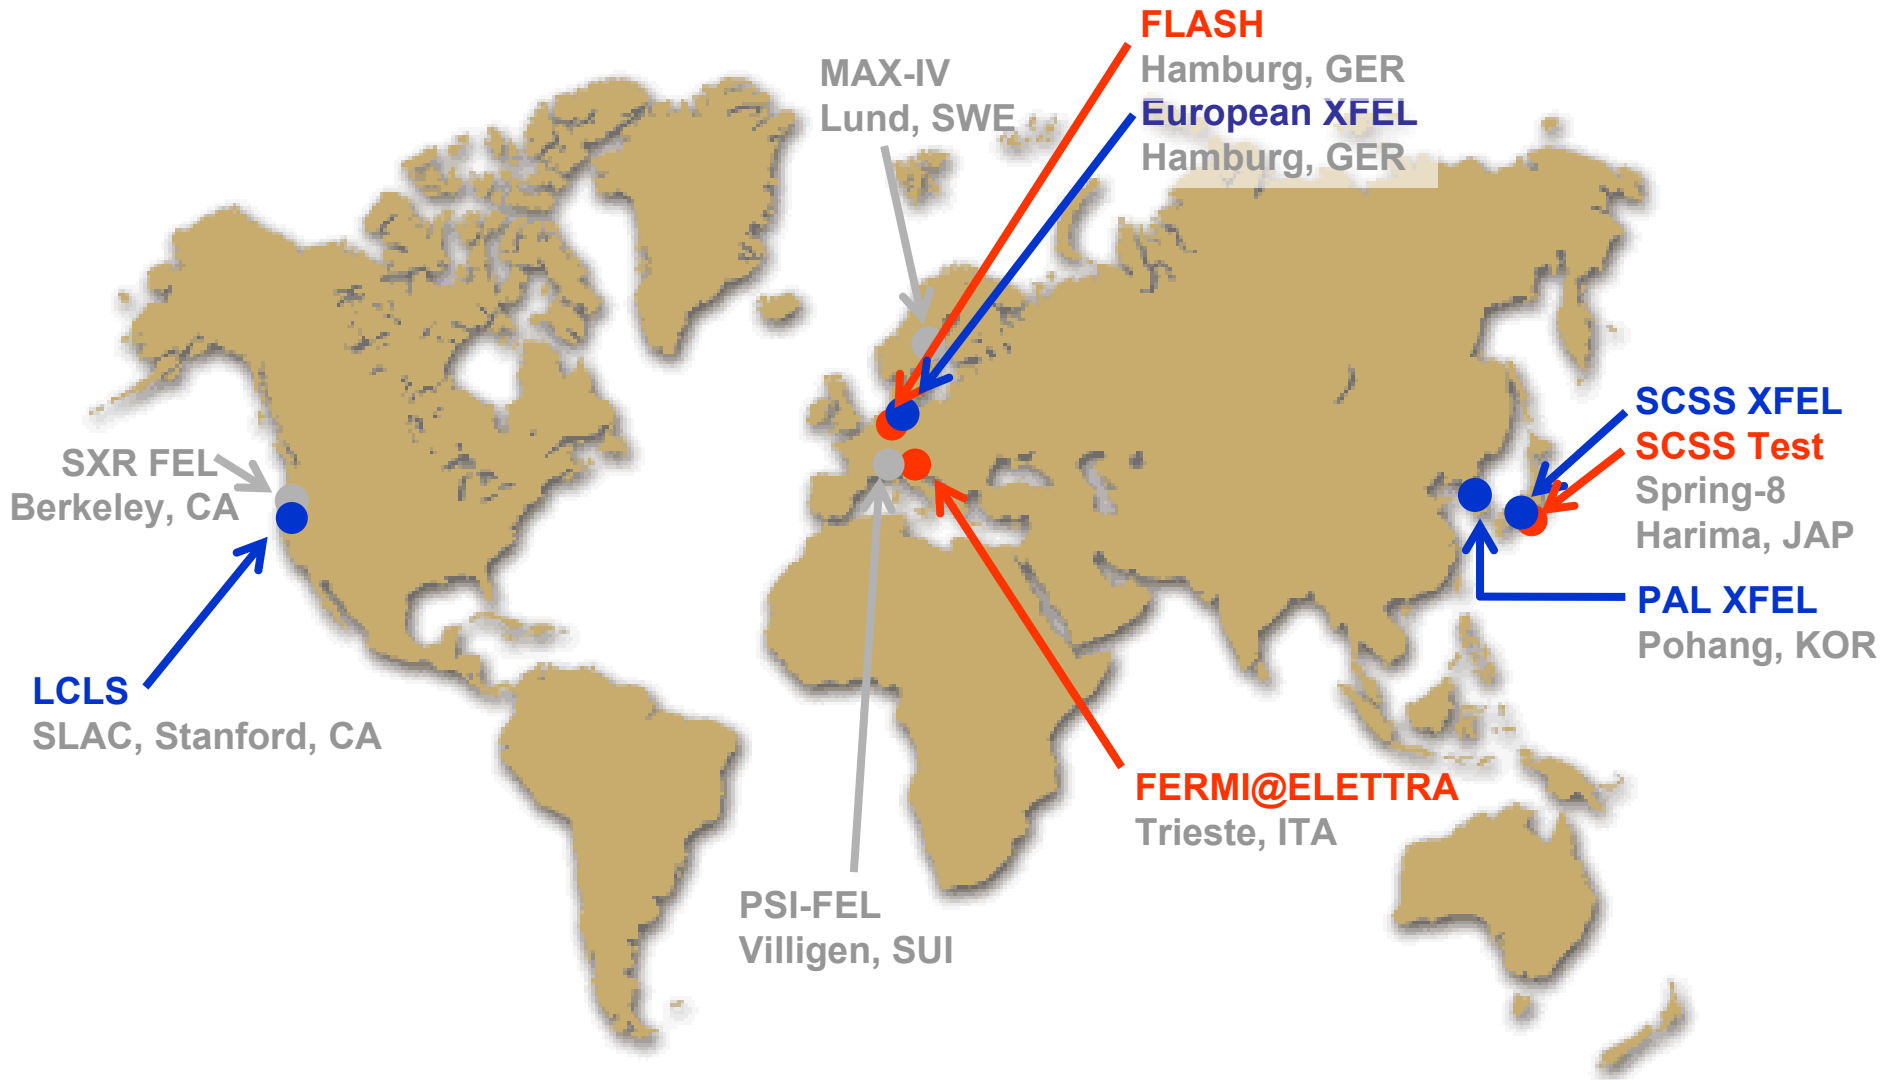 FLASH
Hamburg, GER
European XFEL
Hamburg, GER
MAX-IV
Lund, SWE
SXR FEL
Berkeley, CA
LCLS
SLAC, Stanford, CA
SCSS XFEL
SCSS Test
Spring-8
Harima, JAP
PAL XFEL
Pohang, KOR
FERMI@ELETTRA
Trieste, ITA
PSI-FEL
Villigen, SUI